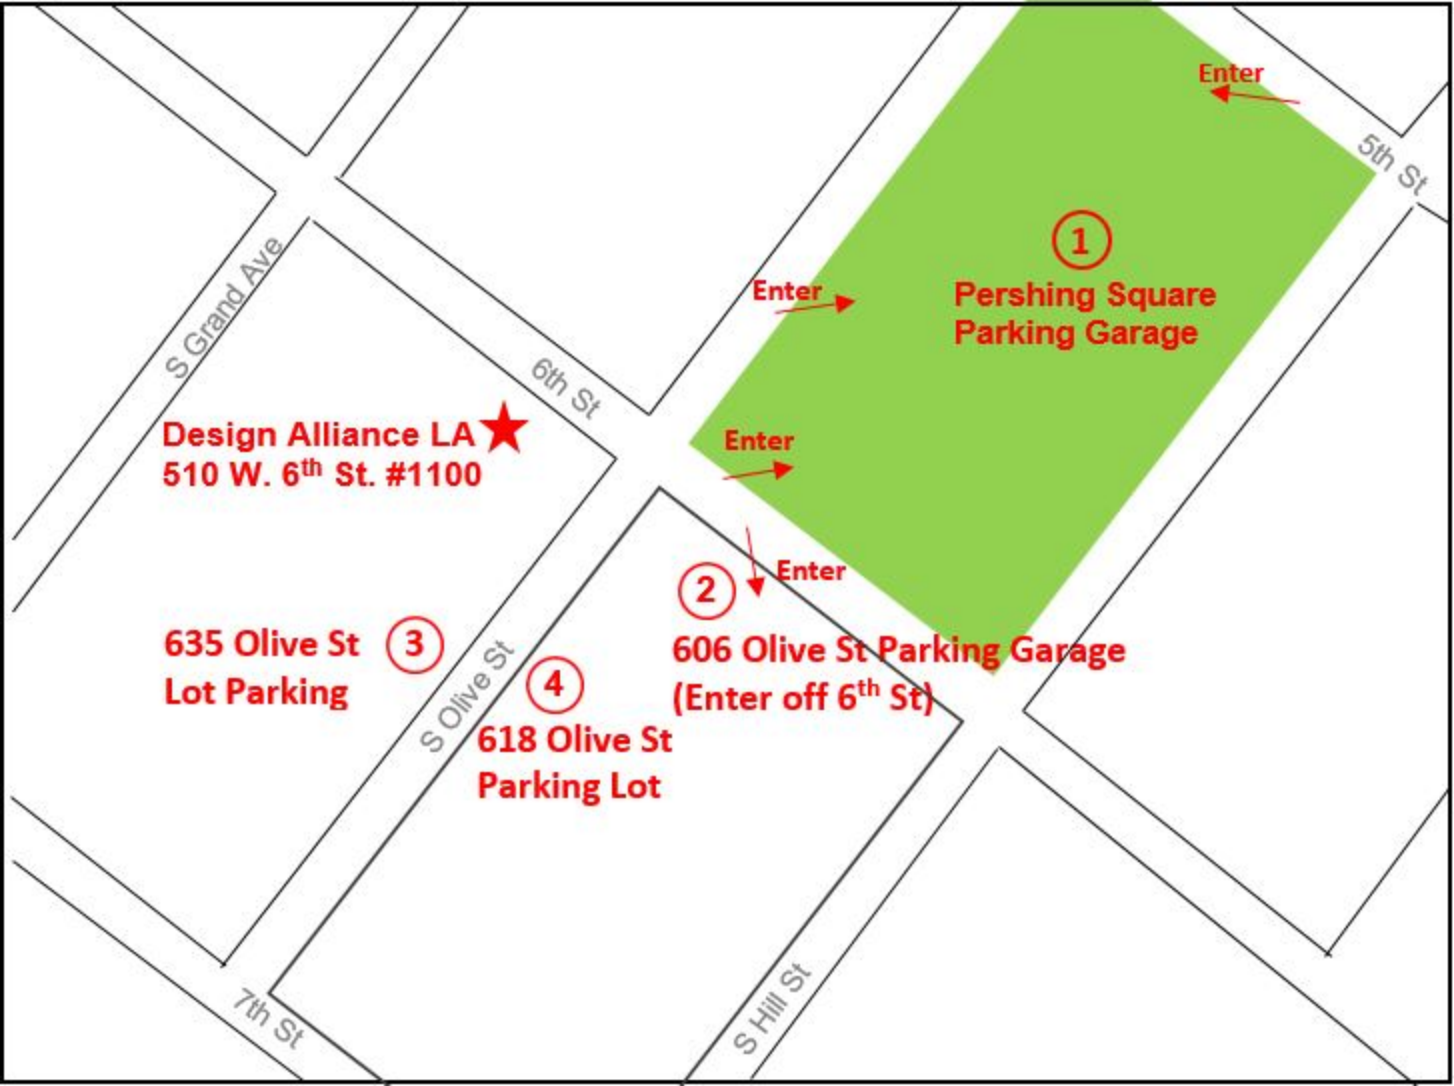 Enter
5th St
1
Pershing Square
Parking Garage
Enter
S Grand Ave
6th St
Design Alliance LA
510 W. 6th St. #1100
Enter
Enter
2
606 Olive St Parking Garage
(Enter off 6th St)
635 Olive St
Lot Parking
3
S Olive St
4
618 Olive St
Parking Lot
7th St
S Hill St